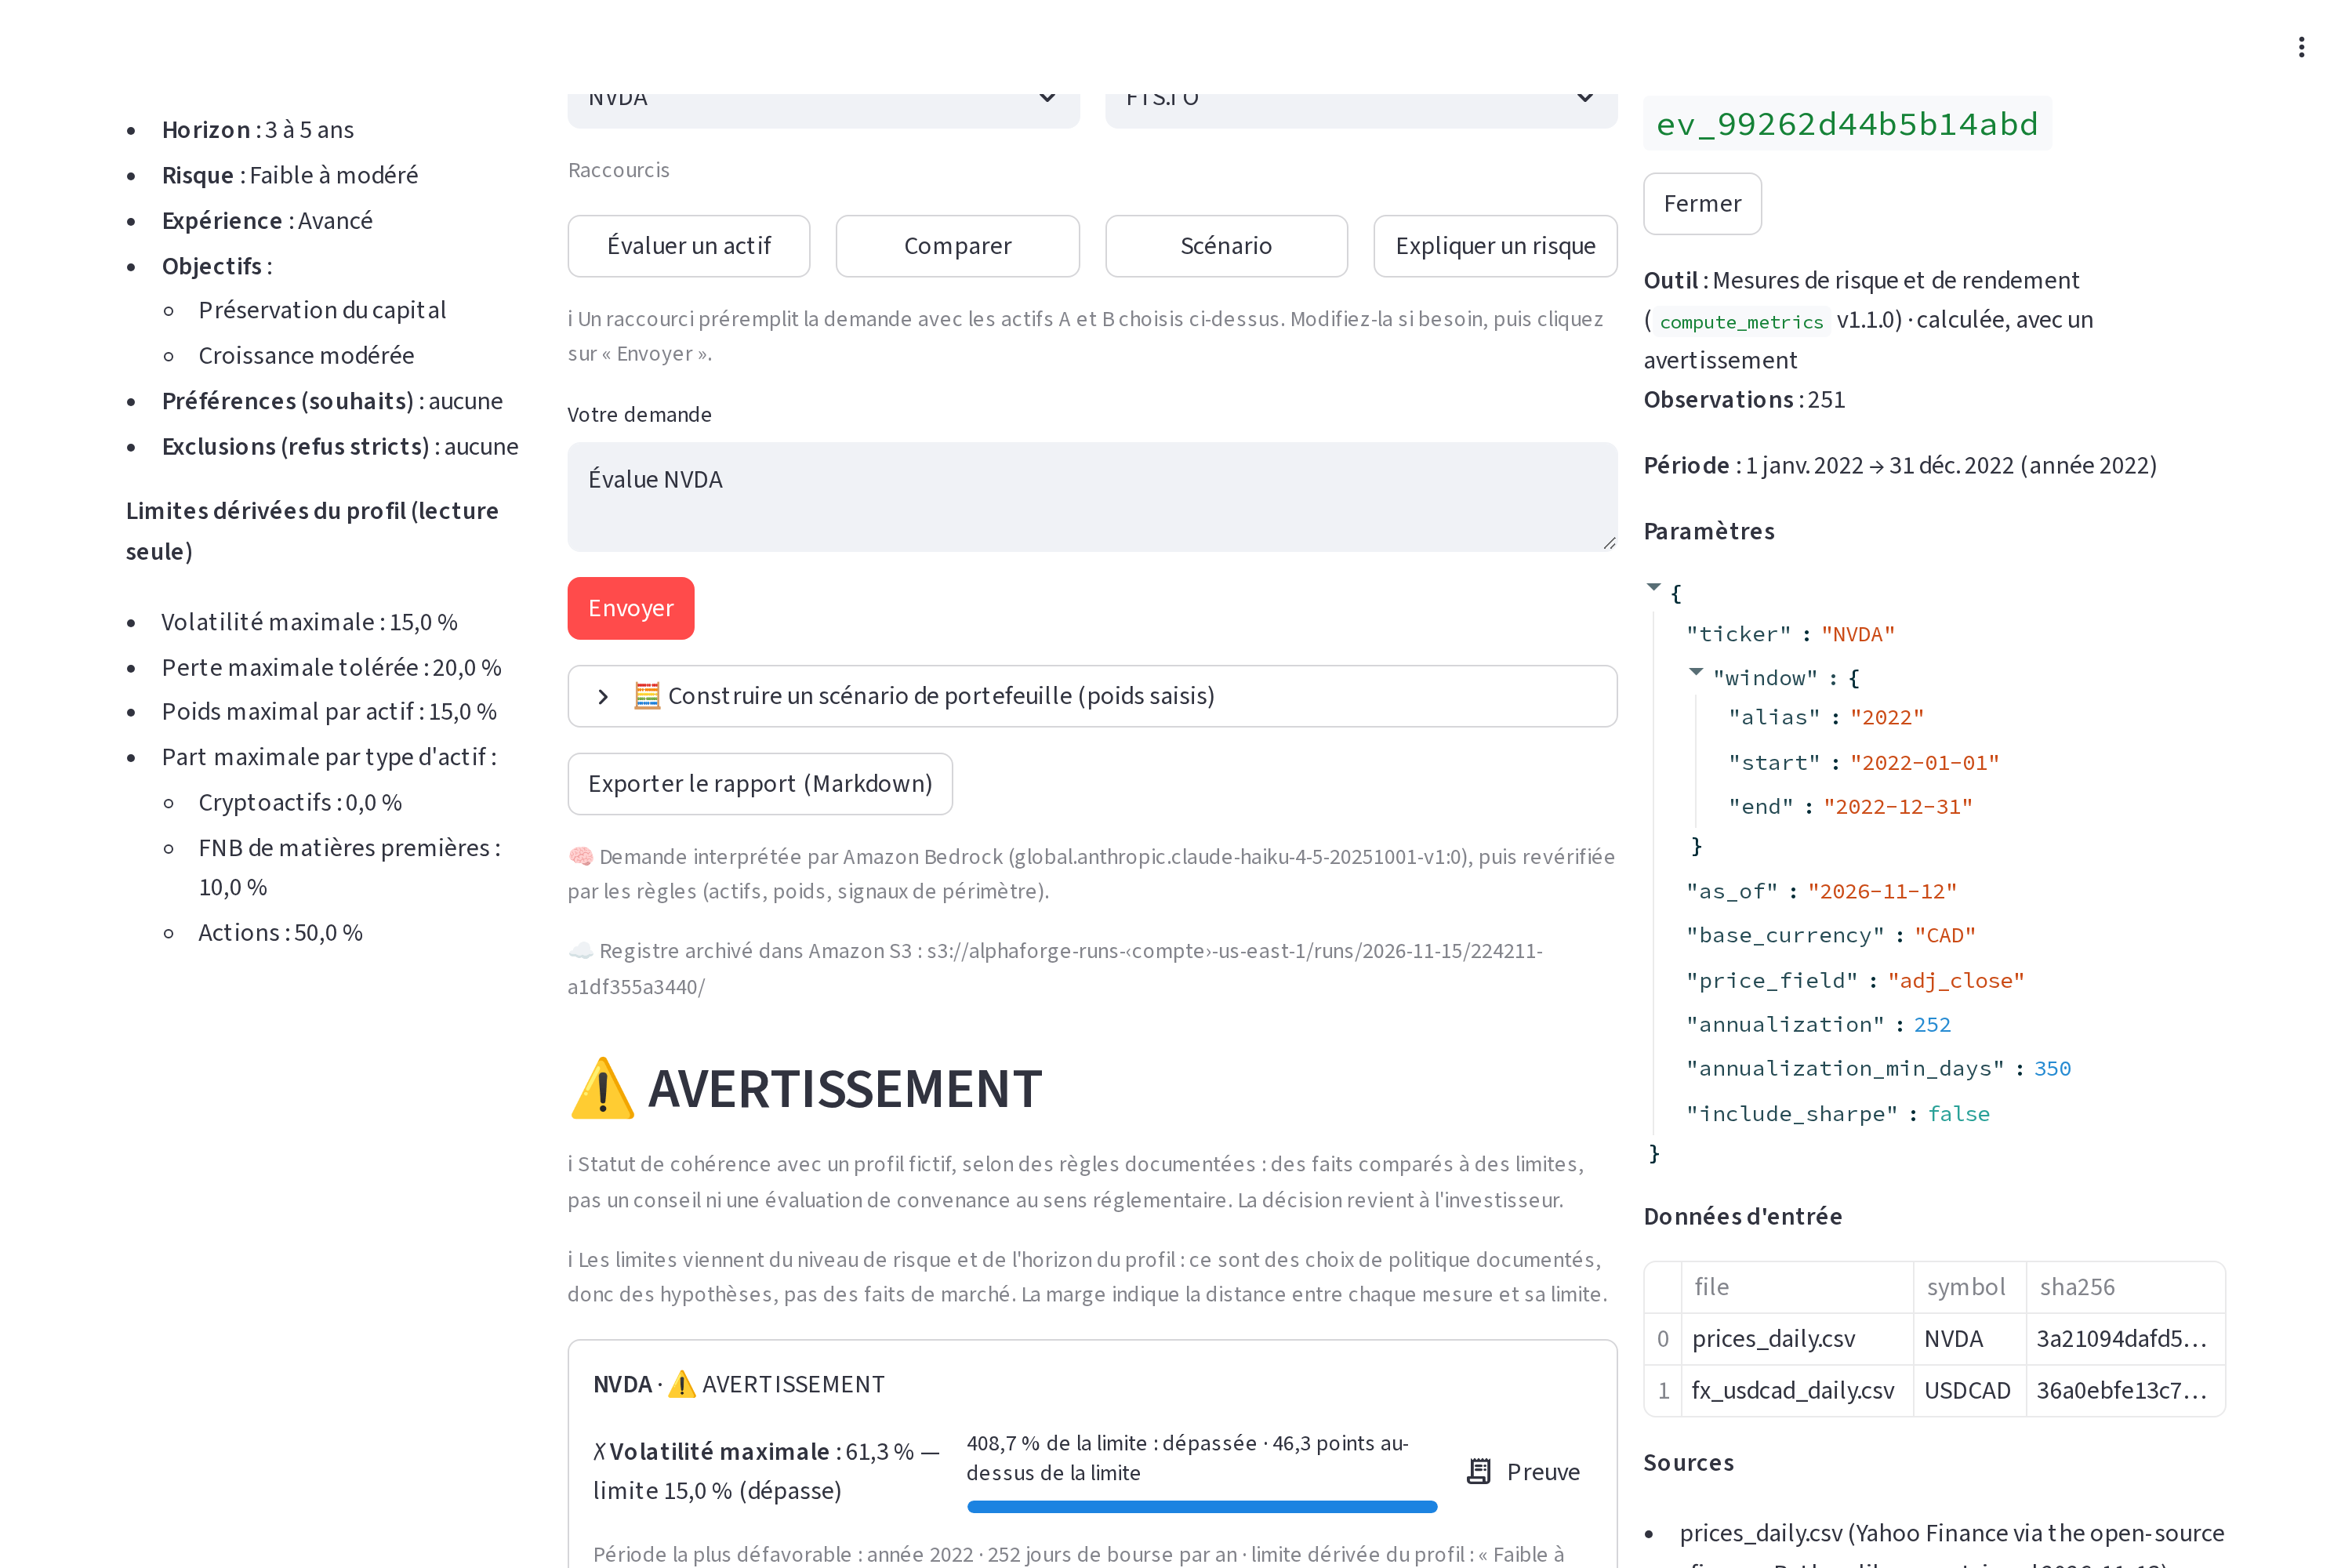 Horizon : 3 à 5 ans
Risque : Faible à modéré
Expérience : Avancé
Objectifs :
Préservation du capital
Croissance modérée
Préférences (souhaits) : aucune
Exclusions (refus stricts) : aucune
Limites dérivées du profil (lecture
seule)
Volatilité maximale : 15,0 %
Perte maximale tolérée : 20,0 %
Poids maximal par actif : 15,0 %
Part maximale par type d'actif :
Cryptoactifs : 0,0 %
FNB de matières premières :
10,0 %
Actions : 50,0 %
NVDA
FTS.TO
Raccourcis
Évaluer un actif
Comparer
Scénario
Expliquer un risque
ℹ Un raccourci préremplit la demande avec les actifs A et B choisis ci-dessus. Modifiez-la si besoin, puis cliquez
sur « Envoyer ».
Votre demande
Évalue NVDA
Envoyer
🧮 Construire un scénario de portefeuille (poids saisis)
Exporter le rapport (Markdown)
🧠 Demande interprétée par Amazon Bedrock (global.anthropic.claude-haiku-4-5-20251001-v1:0), puis revérifiée
par les règles (actifs, poids, signaux de périmètre).
☁️ Registre archivé dans Amazon S3 : s3://alphaforge-runs-‹compte›-us-east-1/runs/2026-11-15/224211-
a1df355a3440/
⚠️ AVERTISSEMENT
ℹ Statut de cohérence avec un profil fictif, selon des règles documentées : des faits comparés à des limites,
pas un conseil ni une évaluation de convenance au sens réglementaire. La décision revient à l'investisseur.
ℹ Les limites viennent du niveau de risque et de l'horizon du profil : ce sont des choix de politique documentés,
donc des hypothèses, pas des faits de marché. La marge indique la distance entre chaque mesure et sa limite.
NVDA · ⚠️ AVERTISSEMENT
✗ Volatilité maximale : 61,3 % —
limite 15,0 % (dépasse)
408,7 % de la limite : dépassée · 46,3 points au-
dessus de la limite
Preuve
Période la plus défavorable : année 2022 · 252 jours de bourse par an · limite dérivée du profil : « Faible à
ev_99262d44b5b14abd
Fermer
Outil : Mesures de risque et de rendement
( compute_metrics v1.1.0) · calculée, avec un
avertissement
Observations : 251
Période : 1 janv. 2022 → 31 déc. 2022 (année 2022)
Paramètres
{
"ticker" : "NVDA"
"window" : {
"alias" : "2022"
"start" : "2022-01-01"
"end" : "2022-12-31"
}
"as_of" : "2026-11-12"
"base_currency" : "CAD"
"price_field" : "adj_close"
"annualization" : 252
"annualization_min_days" : 350
"include_sharpe" : false
}
Données d'entrée
file symbol sha256
0 prices_daily.csv NVDA 3a21094dafd5…
1 fx_usdcad_daily.csv USDCAD 36a0ebfe13c7…
Sources
prices_daily.csv (Yahoo Finance via the open-source